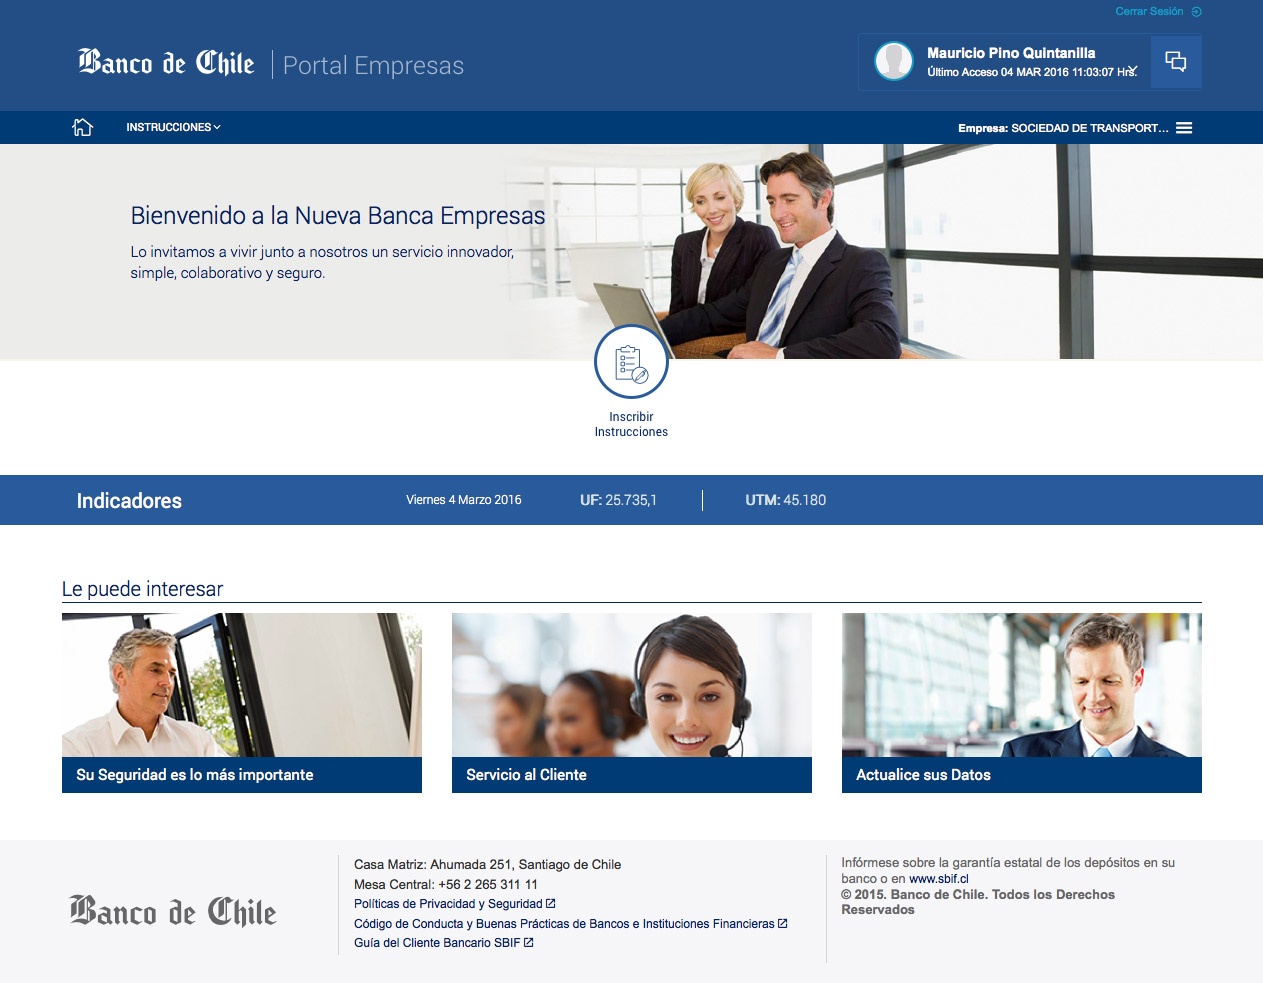 Cerrar Sesión
Banco de Chile | Portal Empresas
Mauricio Pino Quintanilla
Último Acceso 04 MAR 2016 11:03:07 Hrs.
INSTRUCCIONES
Empresa: SOCIEDAD DE TRANSPORT...
Bienvenido a la Nueva Banca Empresas
Lo invitamos a vivir junto a nosotros un servicio innovador,
simple, colaborativo y seguro.
Inscribir
Instrucciones
Indicadores
Viernes 4 Marzo 2016
UF: 25.735,1
UTM: 45.180
Le puede interesar
Su Seguridad es lo más importante
Servicio al Cliente
Actualice sus Datos
Banco de Chile
Casa Matriz: Ahumada 251, Santiago de Chile
Mesa Central: +56 2 265 311 11
Políticas de Privacidad y Seguridad
Código de Conducta y Buenas Prácticas de Bancos e Instituciones Financieras
Guía del Cliente Bancario SBIF
Infórmese sobre la garantía estatal de los depósitos en su
banco o en www.sbif.cl
© 2015. Banco de Chile. Todos los Derechos
Reservados